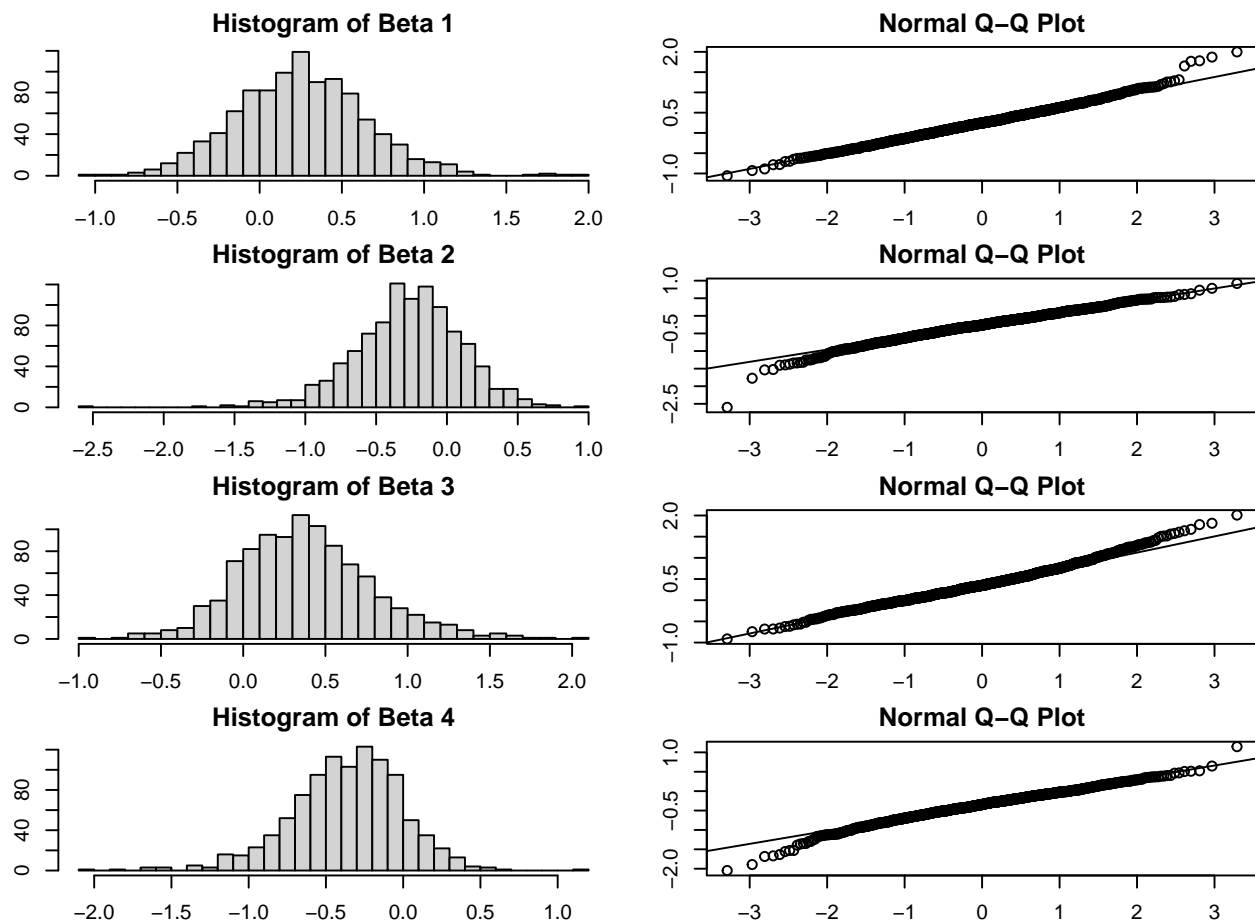 Histogram of Beta 1
Normal Q−Q Plot
80
40
0
−1.0 −0.5 0.0 0.5 1.0 1.5 2.0
2.0
0.5
−1.0
−3 −2 −1 0 1 2 3
Histogram of Beta 2
Normal Q−Q Plot
80
40
0
−2.5 −2.0 −1.5 −1.0 −0.5 0.0 0.5 1.0
1.0
−0.5
−2.5
−3 −2 −1 0 1 2 3
Histogram of Beta 3
Normal Q−Q Plot
80
40
0
−1.0 −0.5 0.0 0.5 1.0 1.5 2.0
2.0
0.5
−1.0
−3 −2 −1 0 1 2 3
Histogram of Beta 4
Normal Q−Q Plot
80
40
0
−2.0 −1.5 −1.0 −0.5 0.0 0.5 1.0
1.0
−0.5
−2.0
−3 −2 −1 0 1 2 3